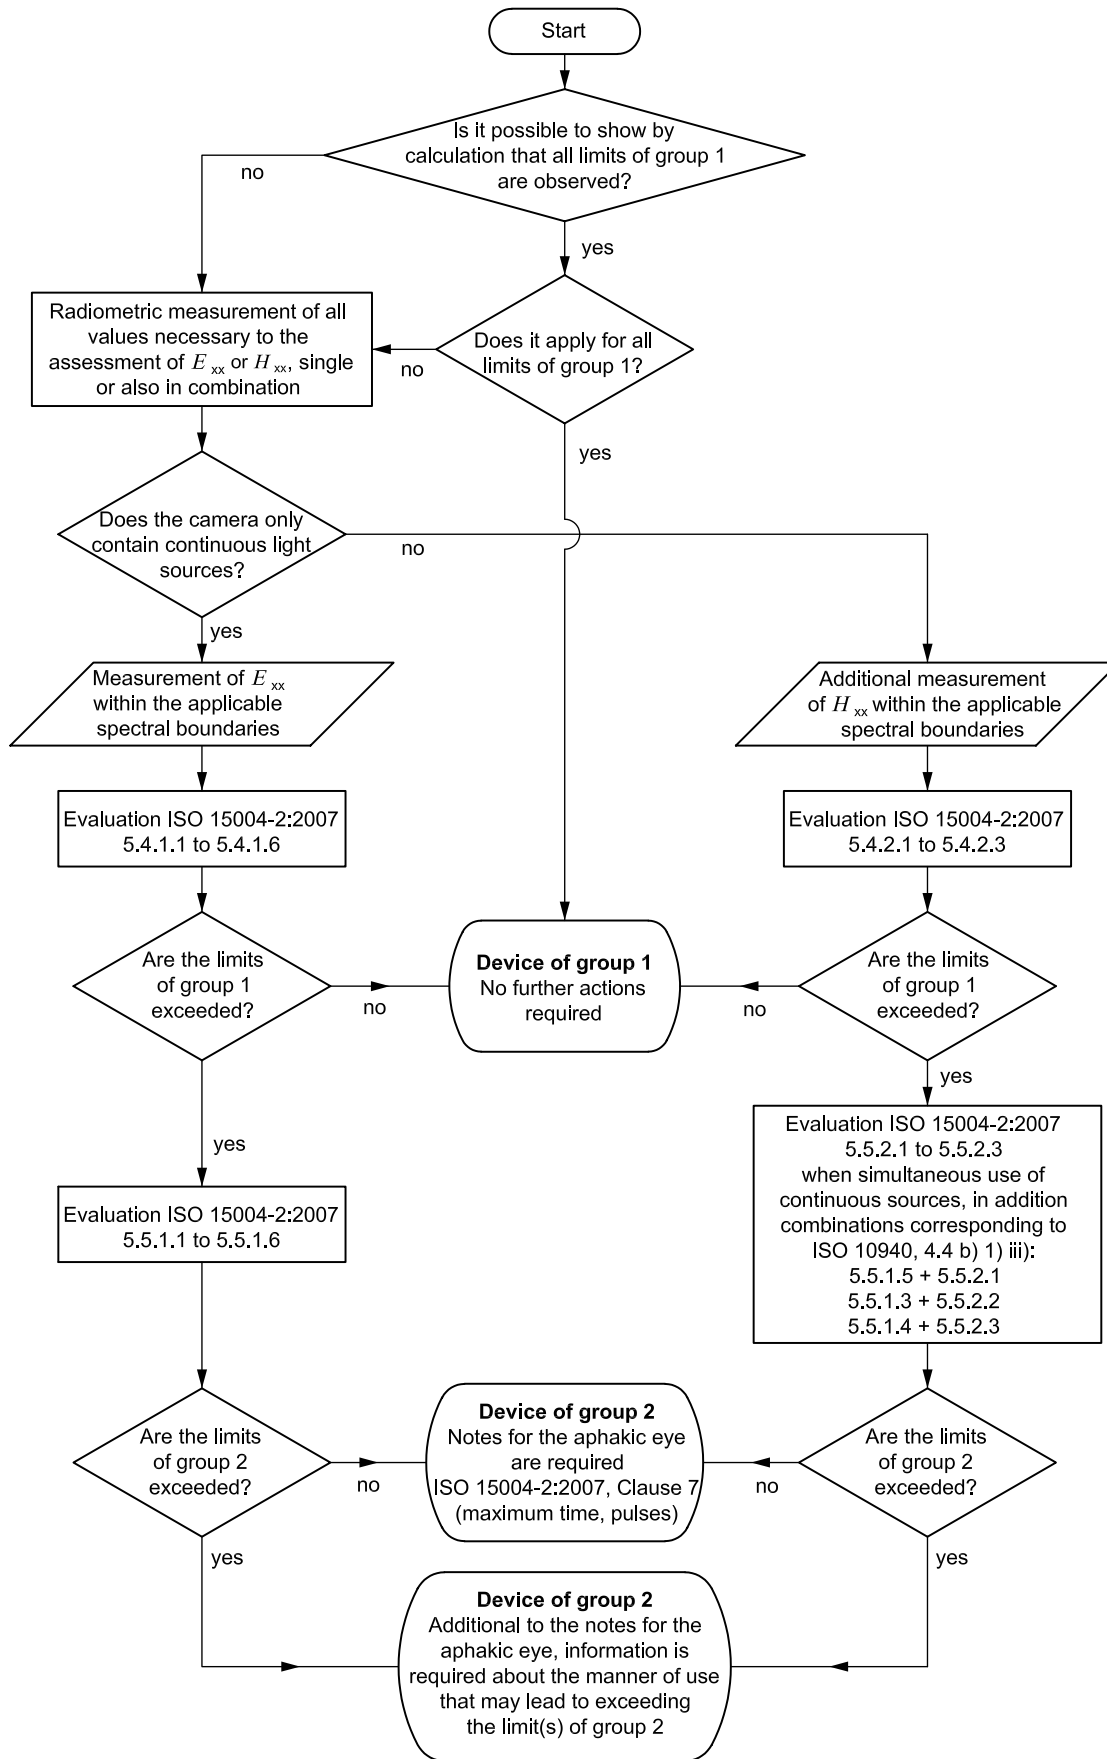 Start
Is it possible to show by
calculation that all limits of group 1
are observed?
no
yes
Radiometric measurement of all
values necessary to the
assessment of E xx or H xx, single
or also in combination
Does it apply for all
limits of group 1?
no
yes
Does the camera only
contain continuous light
sources?
no
yes
Measurement of E xx
within the applicable
spectral boundaries
Additional measurement
of H xx within the applicable
spectral boundaries
Evaluation ISO 15004-2:2007
5.4.1.1 to 5.4.1.6
Evaluation ISO 15004-2:2007
5.4.2.1 to 5.4.2.3
Are the limits
of group 1
exceeded?
no
Device of group 1
No further actions
required
Are the limits
of group 1
exceeded?
no
yes
yes
Evaluation ISO 15004-2:2007
5.5.1.1 to 5.5.1.6
Evaluation ISO 15004-2:2007
5.5.2.1 to 5.5.2.3
when simultaneous use of
continuous sources, in addition
combinations corresponding to
ISO 10940, 4.4 b) 1) iii):
5.5.1.5 + 5.5.2.1
5.5.1.3 + 5.5.2.2
5.5.1.4 + 5.5.2.3
Are the limits
of group 2
exceeded?
no
Device of group 2
Notes for the aphakic eye
are required
ISO 15004-2:2007, Clause 7
(maximum time, pulses)
Are the limits
of group 2
exceeded?
no
yes
yes
Device of group 2
Additional to the notes for the
aphakic eye, information is
required about the manner of use
that may lead to exceeding
the limit(s) of group 2